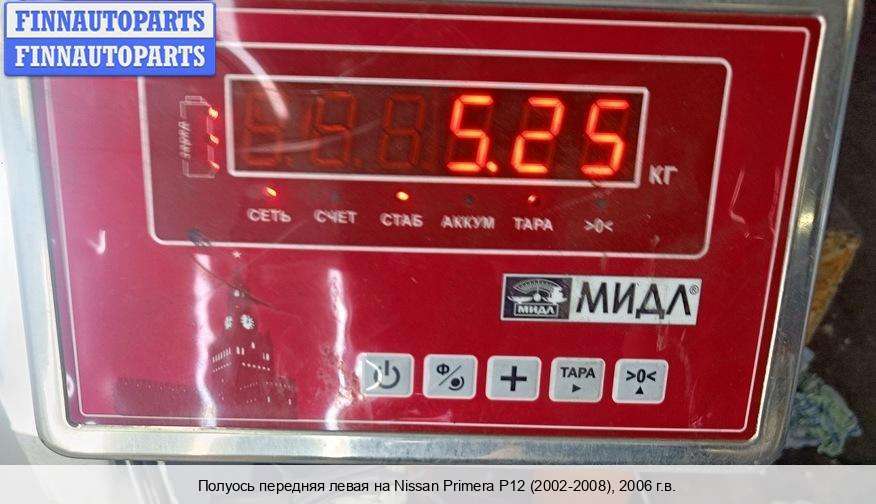 FINNAUTOPARTS
FINNAUTOPARTS
5.25
КГ
СЕТЬ СЧЕТ СТАБ АККУМ ТАРА >0<
МИДЛ МИДЛ®
Ф/ + ТАРА >0<
Полуось передняя левая на Nissan Primera P12 (2002-2008), 2006 г.в.